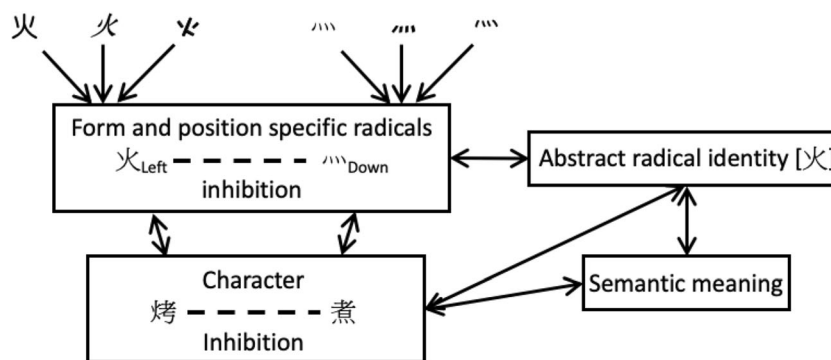 火 火 火 灬 灬 灬
Form and position specific radicals
火Left 灬Down
inhibition
Abstract radical identity [火]
Character
烤 煮
Inhibition
Semantic meaning